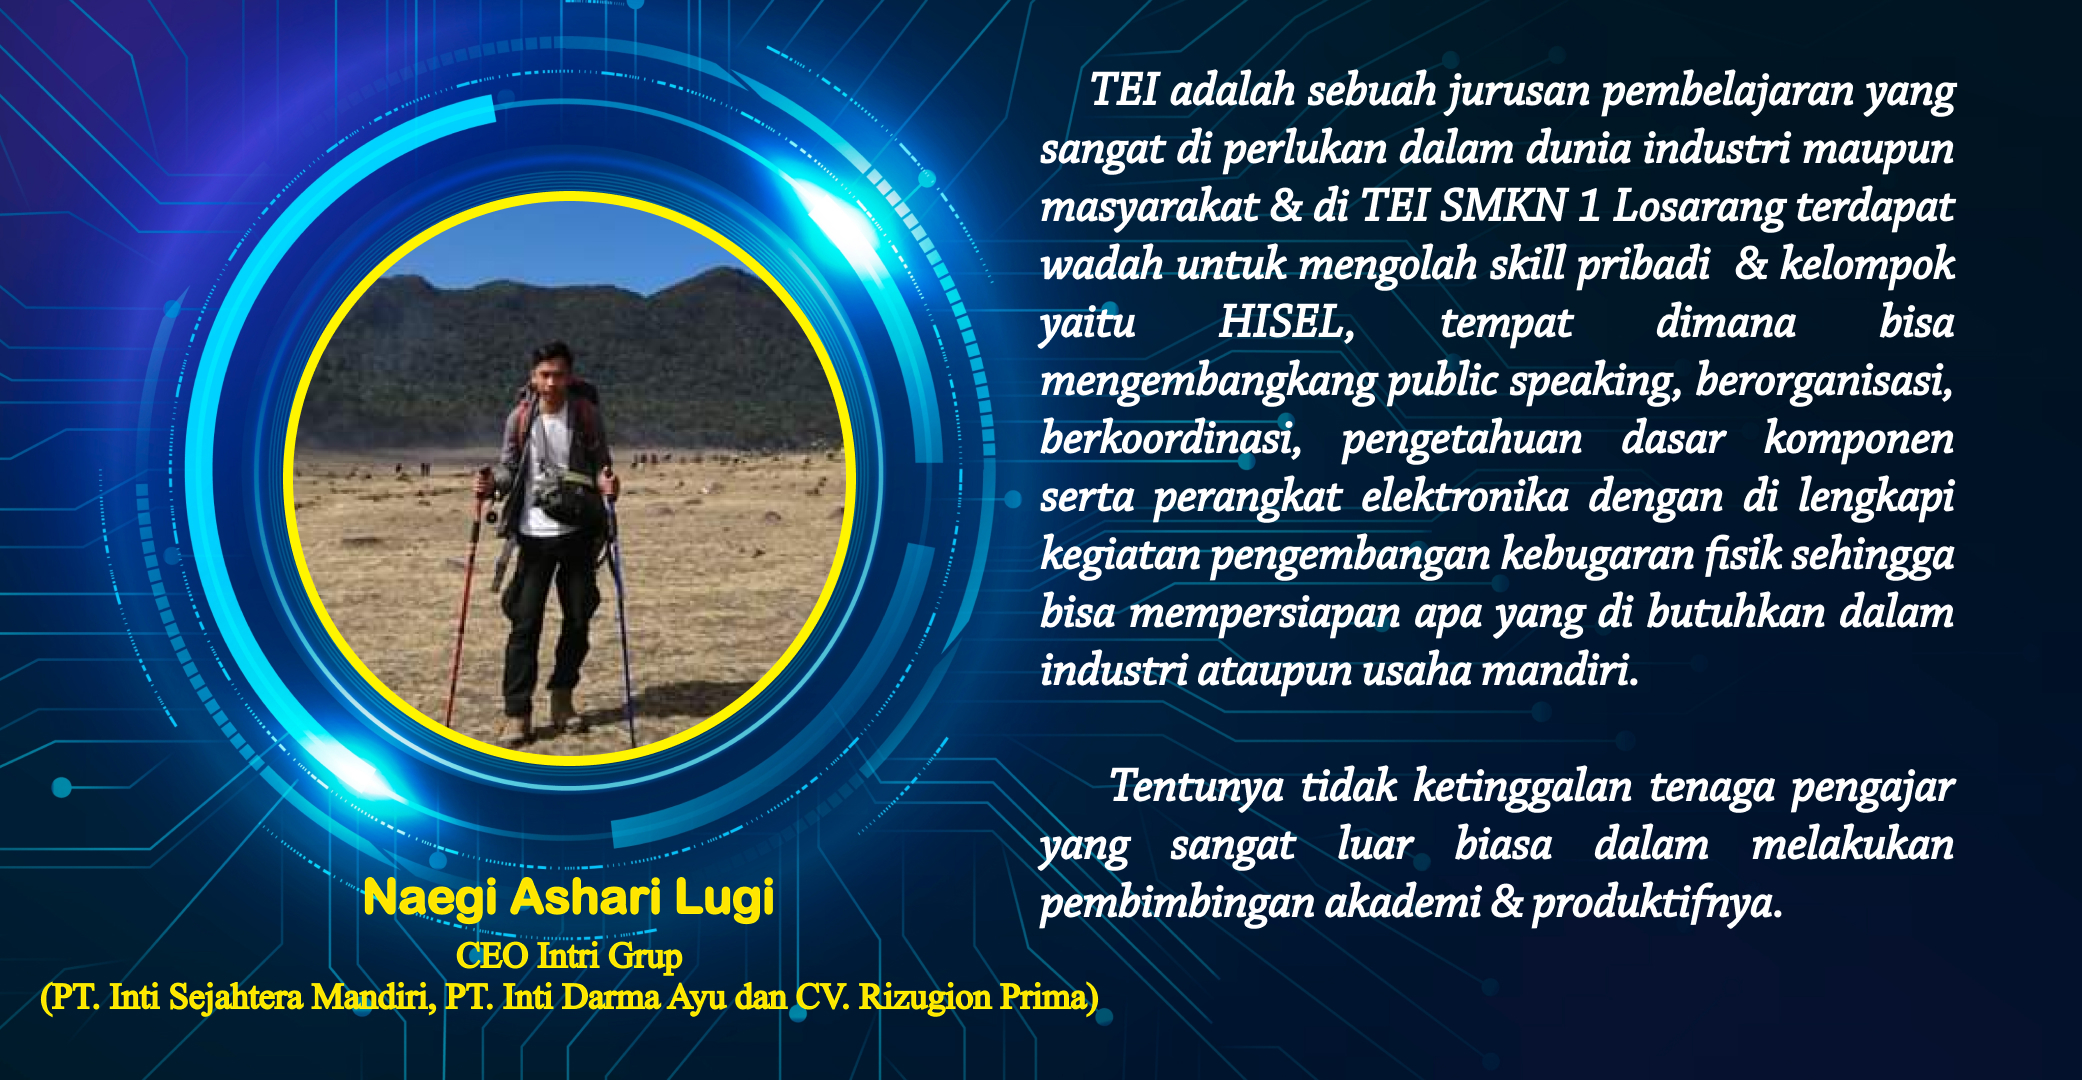 TEI adalah sebuah jurusan pembelajaran yang
sangat di perlukan dalam dunia industri maupun
masyarakat & di TEI SMKN 1 Losarang terdapat
wadah untuk mengolah skill pribadi & kelompok
yaitu HISEL, tempat dimana bisa
mengembangkang public speaking, berorganisasi,
berkoordinasi, pengetahuan dasar komponen
serta perangkat elektronika dengan di lengkapi
kegiatan pengembangan kebugaran fisik sehingga
bisa mempersiapan apa yang di butuhkan dalam
industri ataupun usaha mandiri.
Tentunya tidak ketinggalan tenaga pengajar
yang sangat luar biasa dalam melakukan
pembimbingan akademi & produktifnya.
Naegi Ashari Lugi
CEO Intri Grup
(PT. Inti Sejahtera Mandiri, PT. Inti Darma Ayu dan CV. Rizugion Prima)